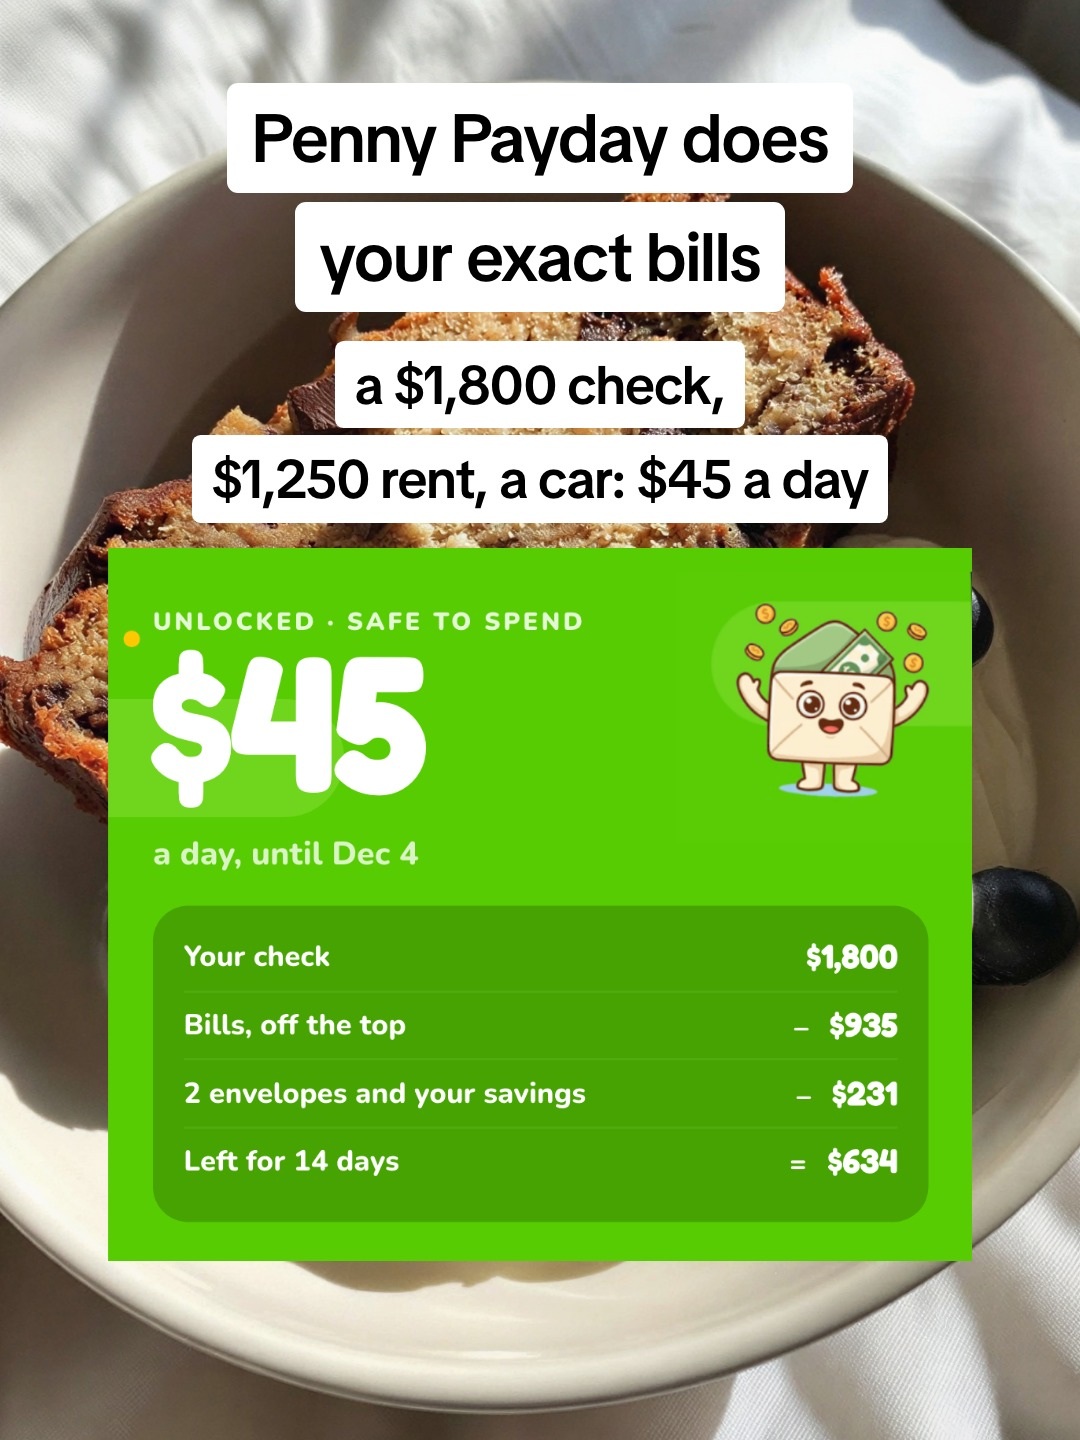 Penny Payday does
your exact bills
a $1,800 check,
$1,250 rent, a car: $45 a day
UNLOCKED · SAFE TO SPEND
$45
a day, until Dec 4
Your check $1,800
Bills, off the top – $935
2 envelopes and your savings – $231
Left for 14 days = $634